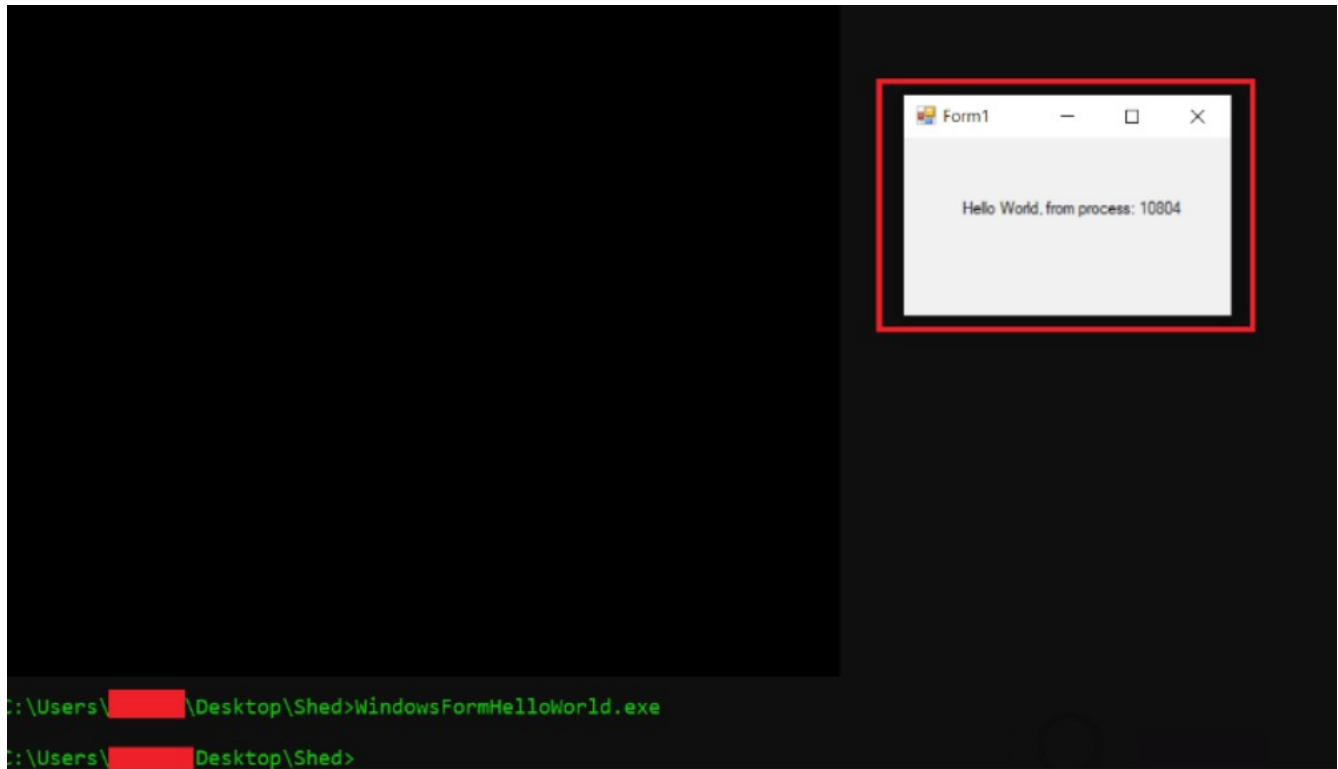 Form1
Hello World, from process: 10804
C:\Users\ \Desktop\Shed>WindowsFormHelloWorld.exe
C:\Users\ Desktop\Shed>